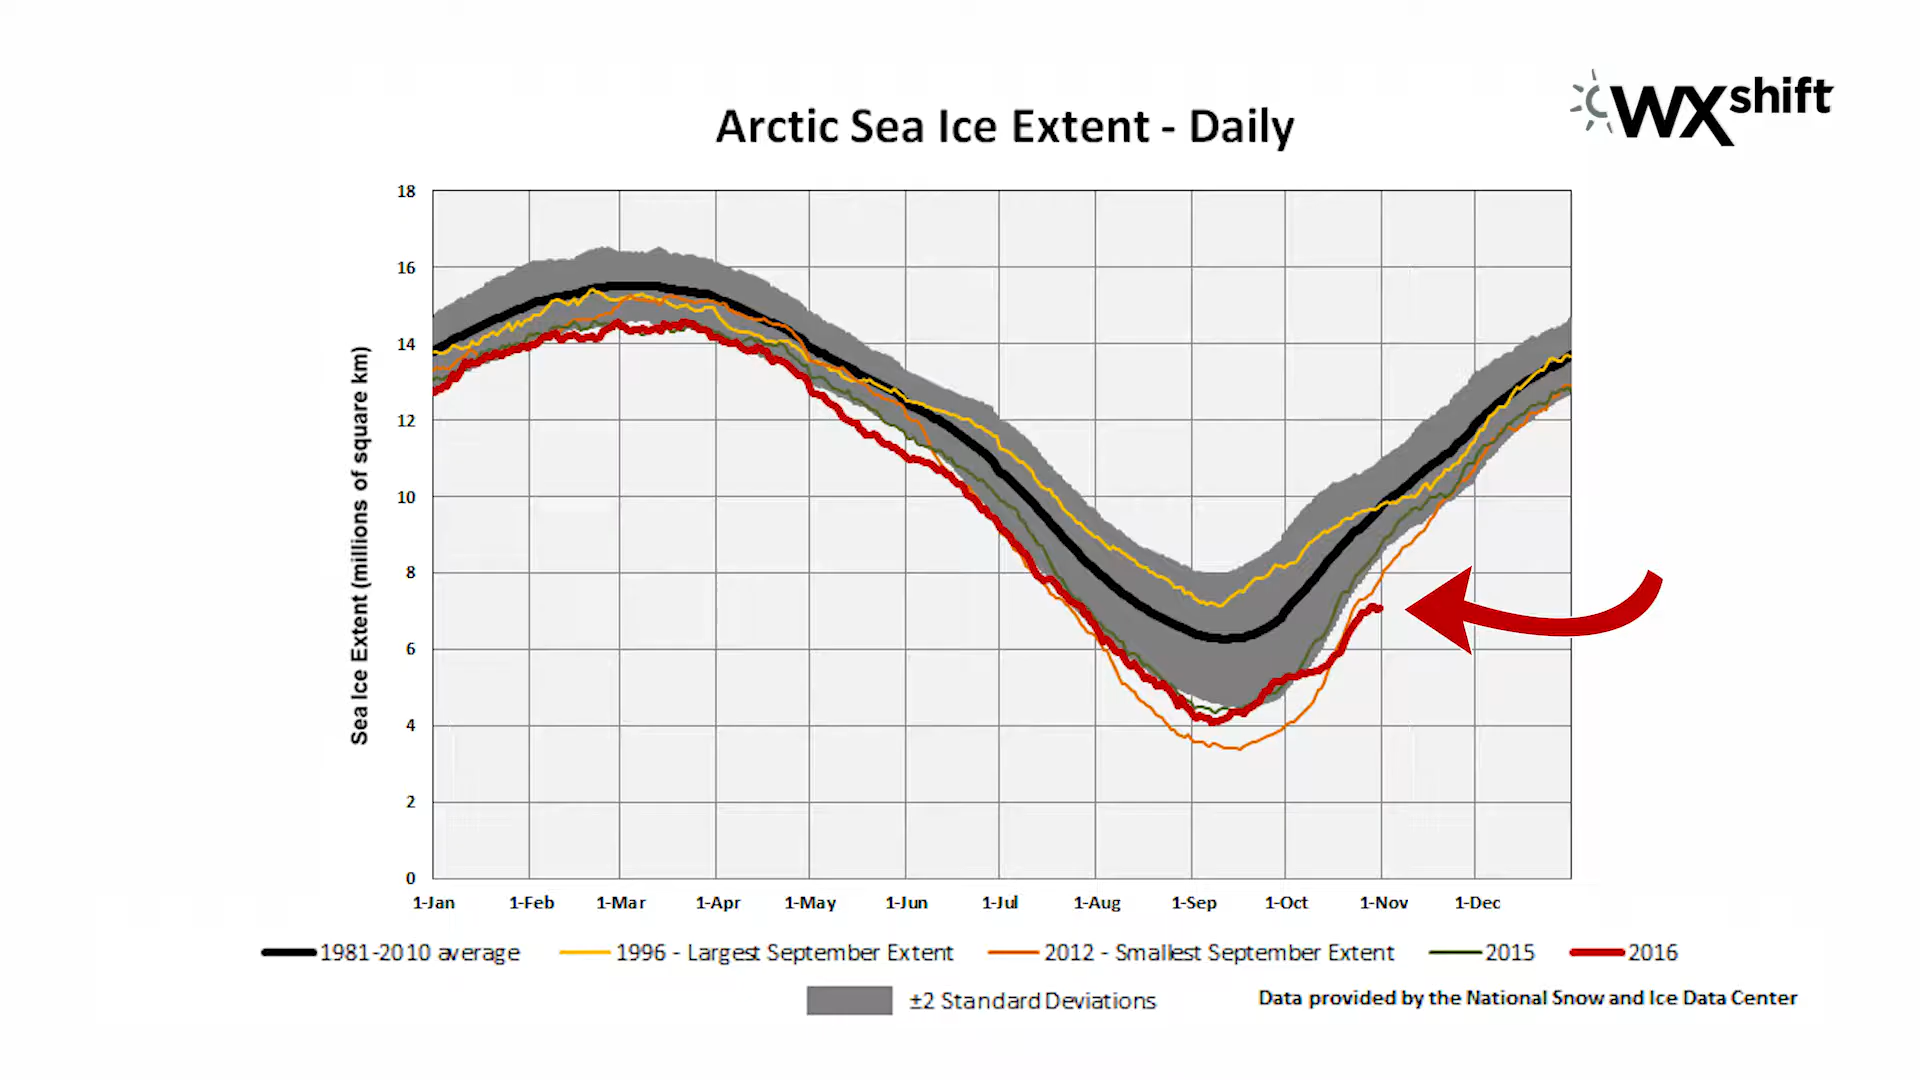 WXshift
Arctic Sea Ice Extent - Daily
Sea Ice Extent (millions of square km)
18
16
14
12
10
8
6
4
2
0
1-Jan 1-Feb 1-Mar 1-Apr 1-May 1-Jun 1-Jul 1-Aug 1-Sep 1-Oct 1-Nov 1-Dec
1981-2010 average 1996 - Largest September Extent 2012 - Smallest September Extent 2015 2016
±2 Standard Deviations Data provided by the National Snow and Ice Data Center